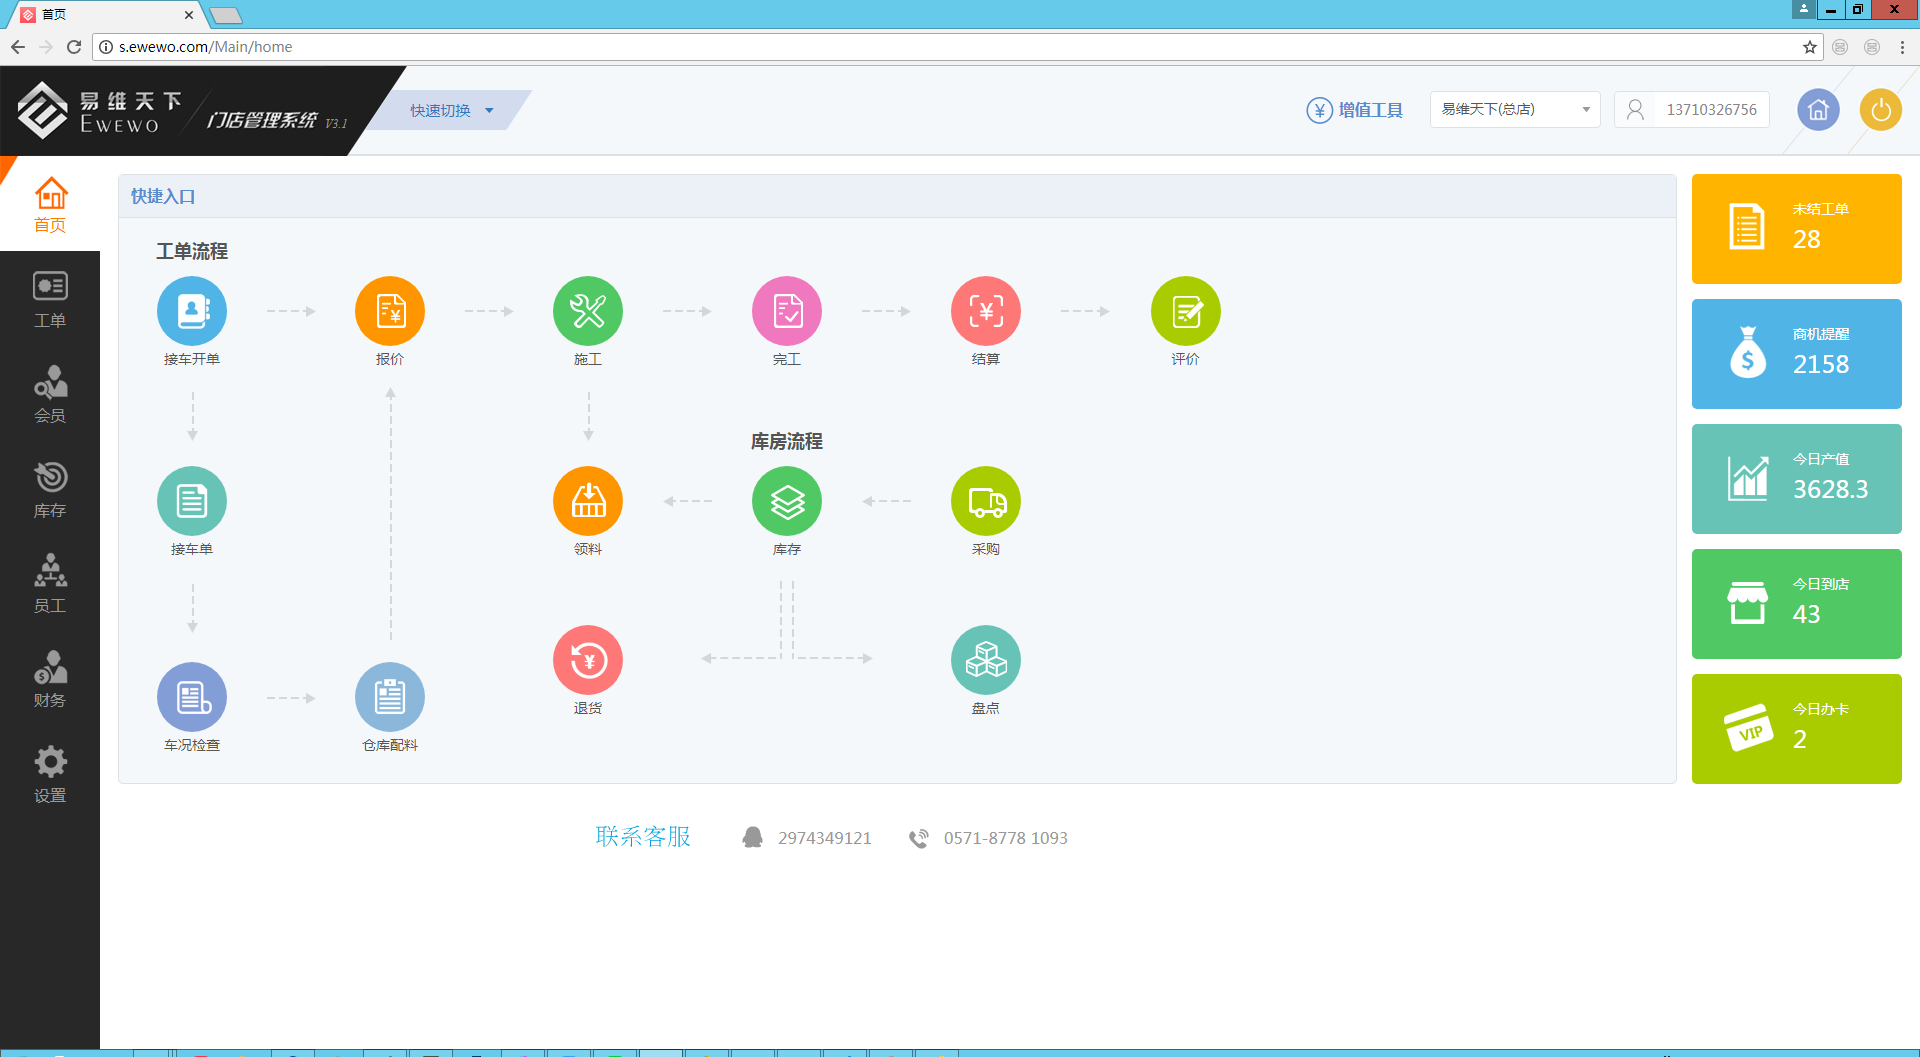 首页
s.ewewo.com/Main/home
易维天下
EWEWO
门店管理系统 V3.1
快速切换
增值工具
易维天下(总店)
13710326756
首页
工单
会员
库存
员工
财务
设置
快捷入口
工单流程
接车开单
报价
施工
完工
结算
评价
库房流程
接车单
领料
库存
采购
退货
盘点
车况检查
仓库配料
未结工单
28
商机提醒
2158
今日产值
3628.3
今日到店
43
VIP
今日办卡
2
联系客服
2974349121
0571-8778 1093